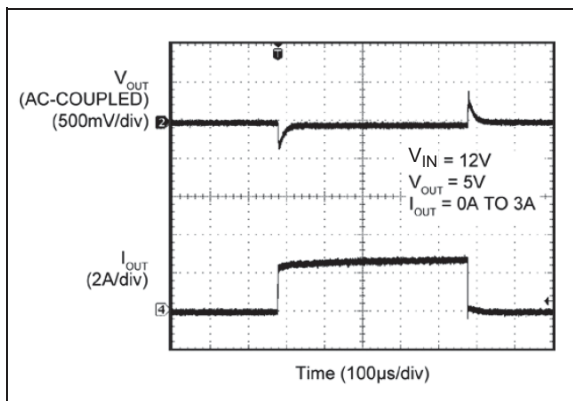 T
V_OUT
(AC-COUPLED)
(500mV/div)
2
V_IN = 12V
V_OUT = 5V
I_OUT = 0A TO 3A
I_OUT
(2A/div)
4
Time (100µs/div)